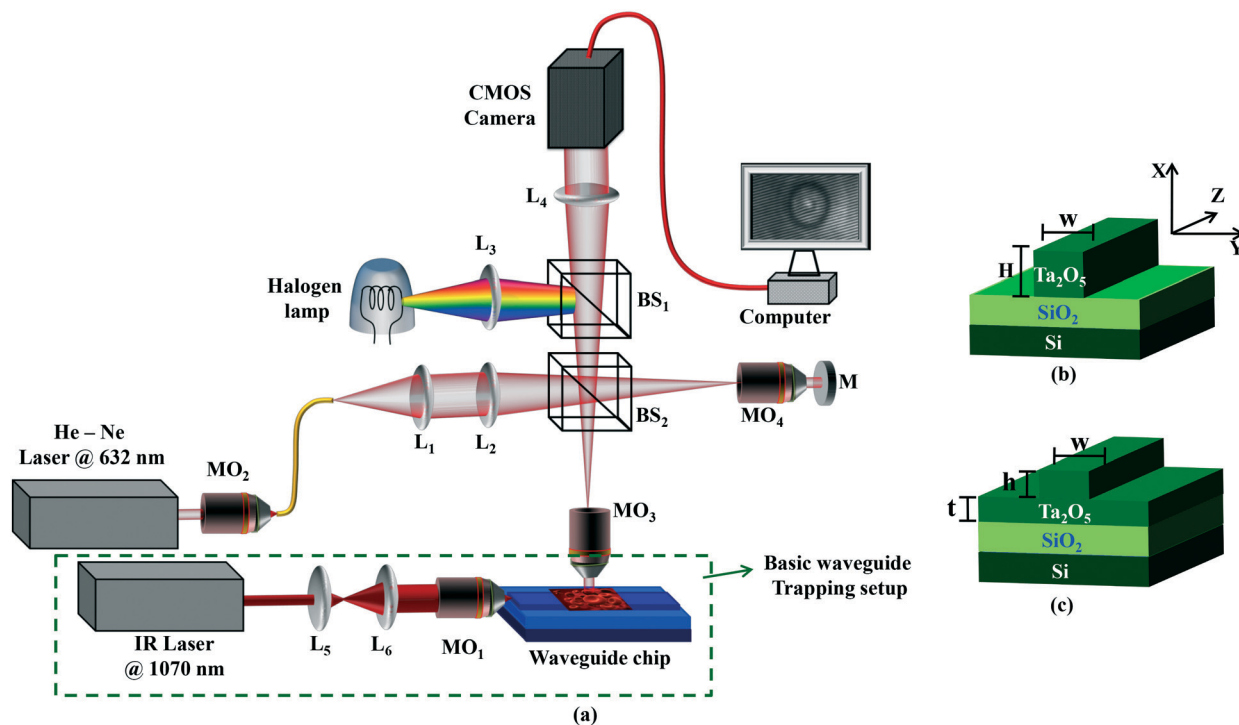 CMOS
Camera
L4
L3
Halogen
lamp
BS1
Computer
M
MO4
BS2
L1
L2
He – Ne
Laser @ 632 nm
MO2
MO3
Basic waveguide
Trapping setup
L5
L6
MO1
IR Laser
@ 1070 nm
Waveguide chip
(a)
X
Z
Y
w
H
Ta2O5
SiO2
Si
(b)
w
h
t
Ta2O5
SiO2
Si
(c)